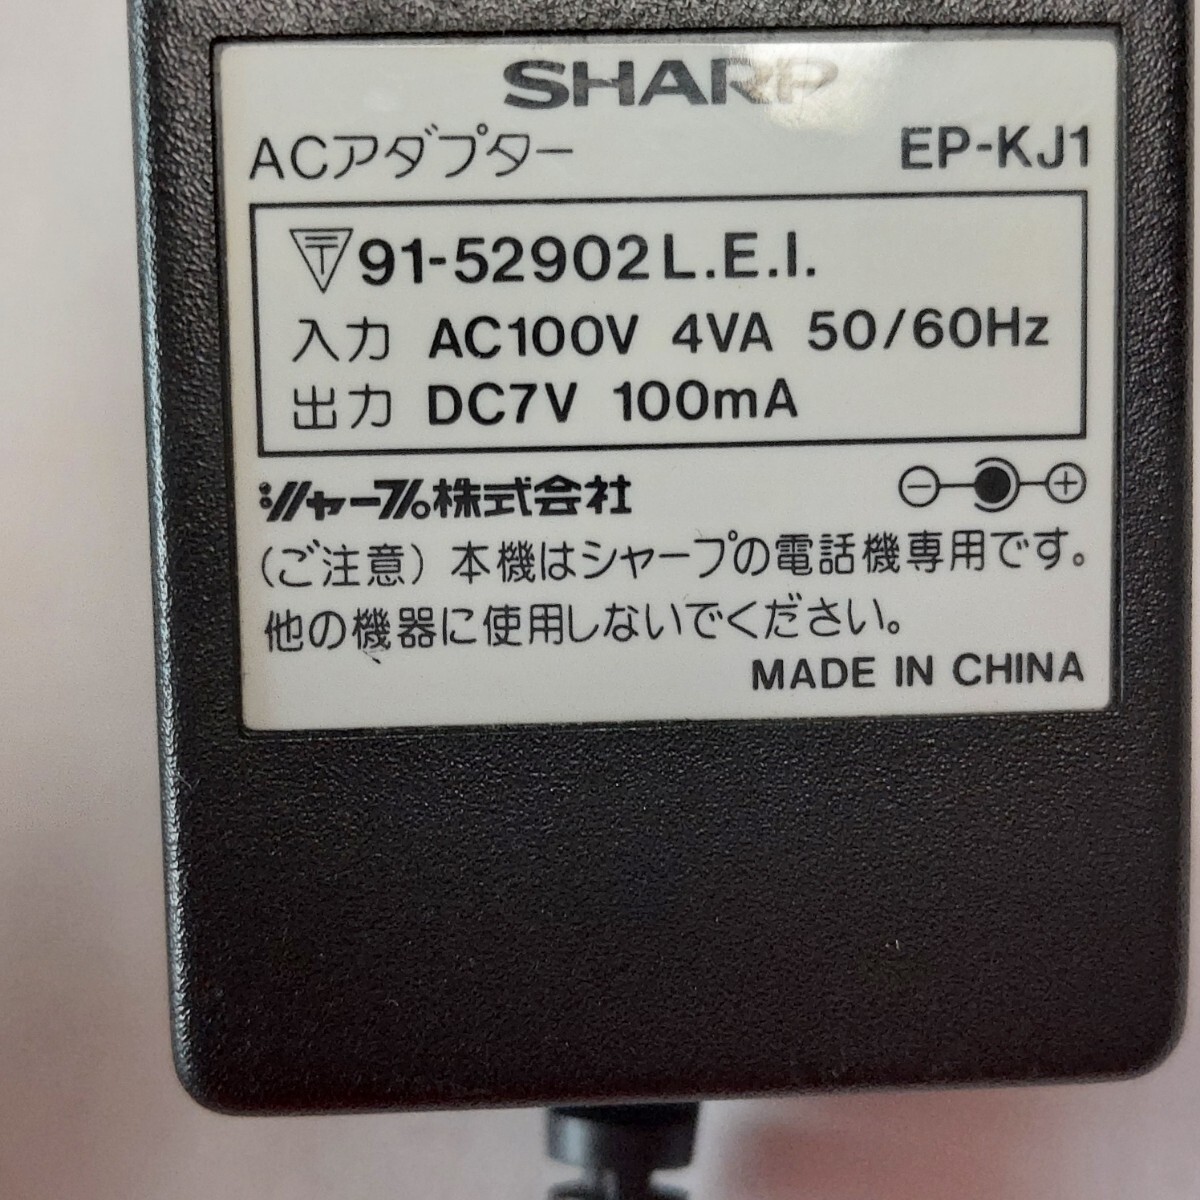 SHARP
ACアダプター EP-KJ1
〒91-52902 L.E.I.
入力 AC100V 4VA 50/60Hz
出力 DC7V 100mA
シャープ株式会社 ⊖ ⊕
(ご注意) 本機はシャープの電話機専用です。
他の機器に使用しないでください。
MADE IN CHINA